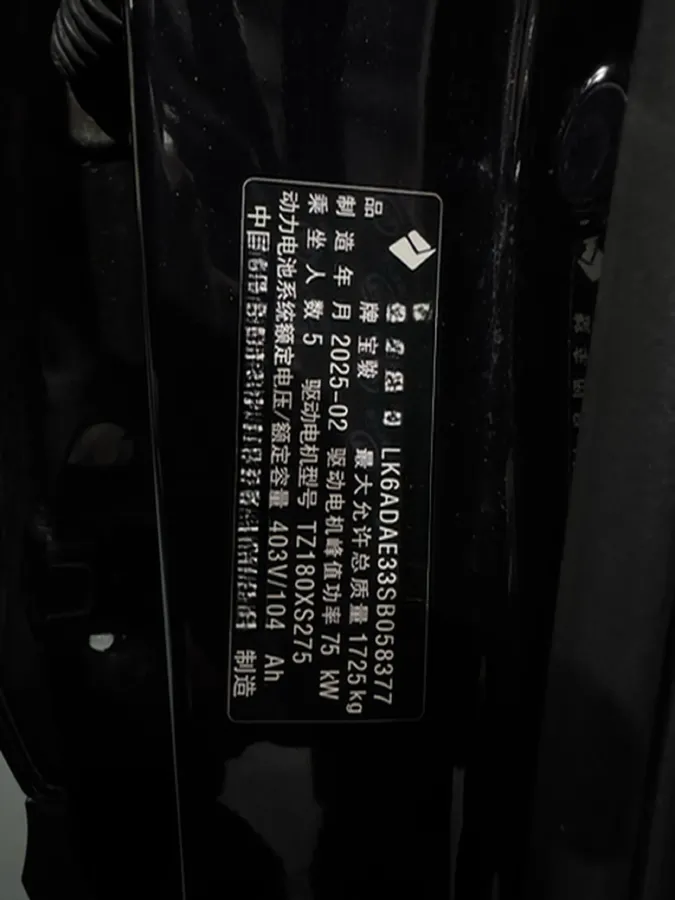 LK6ADAE33SB058377
品 牌 宝骏 最大允许总质量 1725kg
制造年月 2025-02 驱动电机峰值功率 75 kW
乘坐人数 5 驱动电机型号 TZ180XS275
动力电池系统额定电压/额定容量 403V/104 Ah
中国 制造